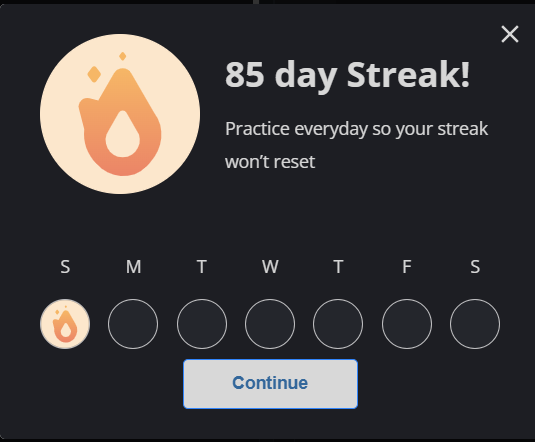 85 day Streak!
Practice everyday so your streak
won’t reset
S M T W T F S
Continue